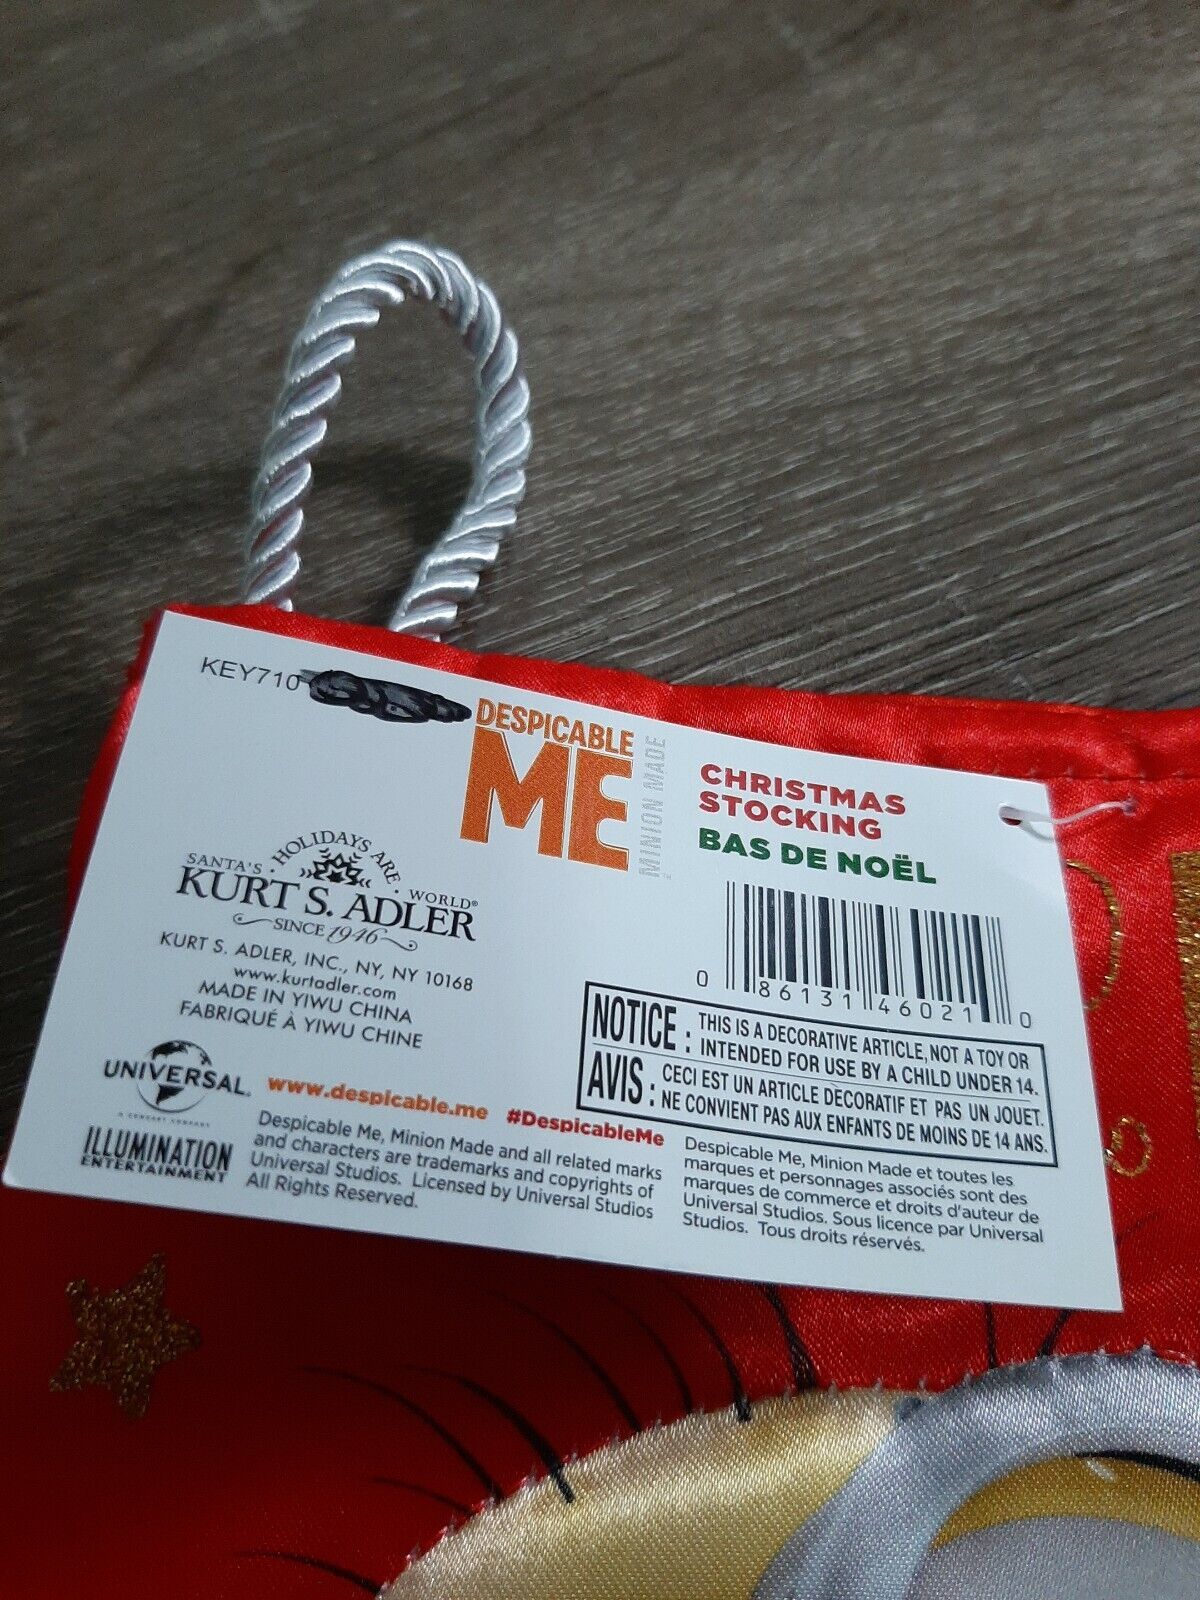 KEY710
DESPICABLE
ME
MINION MADE
CHRISTMAS
STOCKING
BAS DE NOËL
HOLIDAYS ARE
SANTA'S WORLD®
KURT S. ADLER
SINCE 1946
KURT S. ADLER, INC., NY, NY 10168
www.kurtadler.com
MADE IN YIWU CHINA
FABRIQUÉ À YIWU CHINE
0 86131 46021 0
NOTICE : THIS IS A DECORATIVE ARTICLE, NOT A TOY OR
INTENDED FOR USE BY A CHILD UNDER 14.
AVIS : CECI EST UN ARTICLE DÉCORATIF ET PAS UN JOUET.
NE CONVIENT PAS AUX ENFANTS DE MOINS DE 14 ANS.
UNIVERSAL
A COMCAST COMPANY
ILLUMINATION
ENTERTAINMENT
www.despicable.me #DespicableMe
Despicable Me, Minion Made and all related marks
and characters are trademarks and copyrights of
Universal Studios. Licensed by Universal Studios
All Rights Reserved.
Despicable Me, Minion Made et toutes les
marques et personnages associés sont des
marques de commerce et droits d'auteur de
Universal Studios. Sous licence par Universal
Studios. Tous droits réservés.